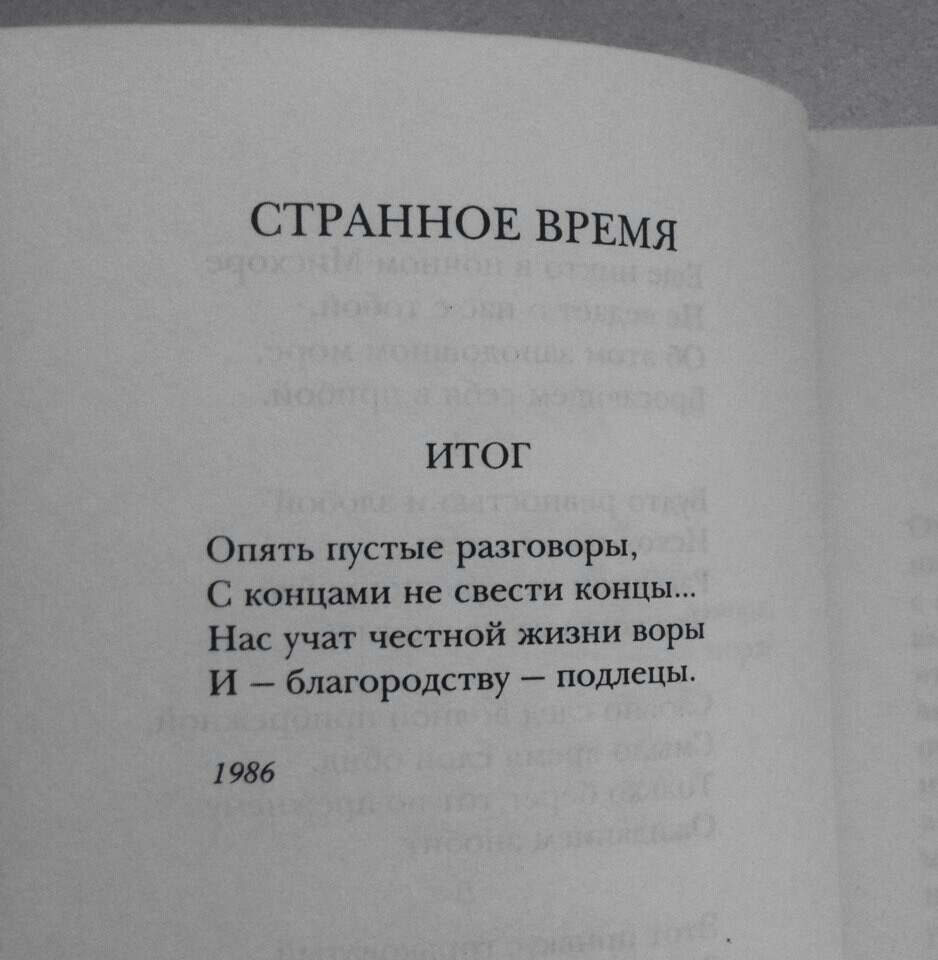 СТРАННОЕ ВРЕМЯ
ИТОГ
Опять пустые разговоры,
С концами не свести концы...
Нас учат честной жизни воры
И — благородству — подлецы.
1986